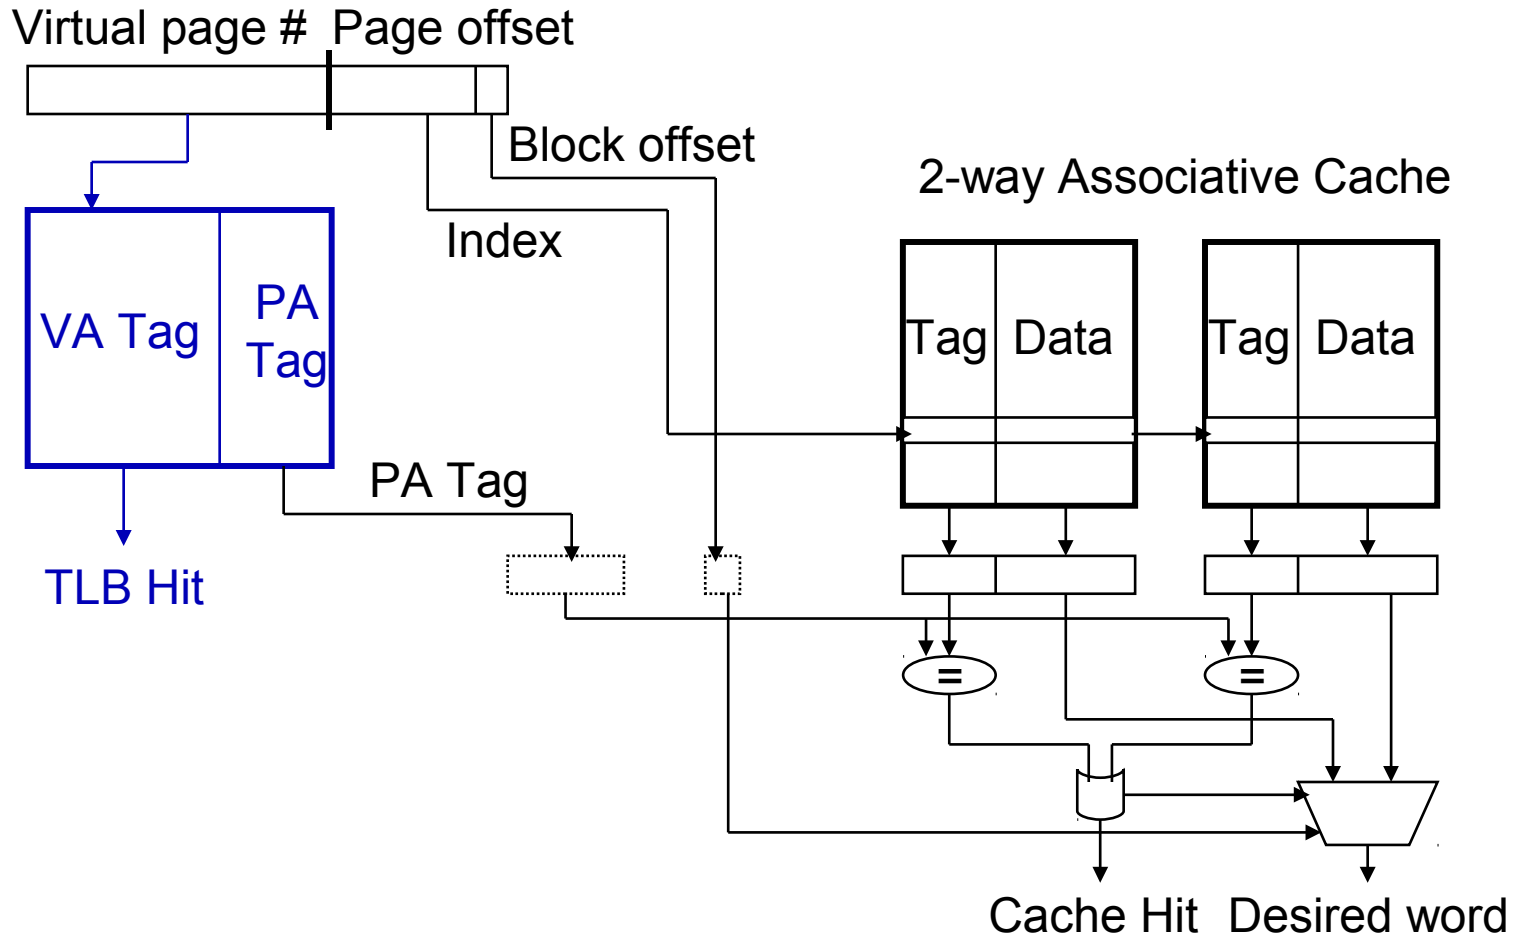 Virtual page # Page offset
Block offset
2-way Associative Cache
Index
VA Tag
PA
Tag
Tag Data
Tag Data
PA Tag
TLB Hit
=
=
Cache Hit
Desired word